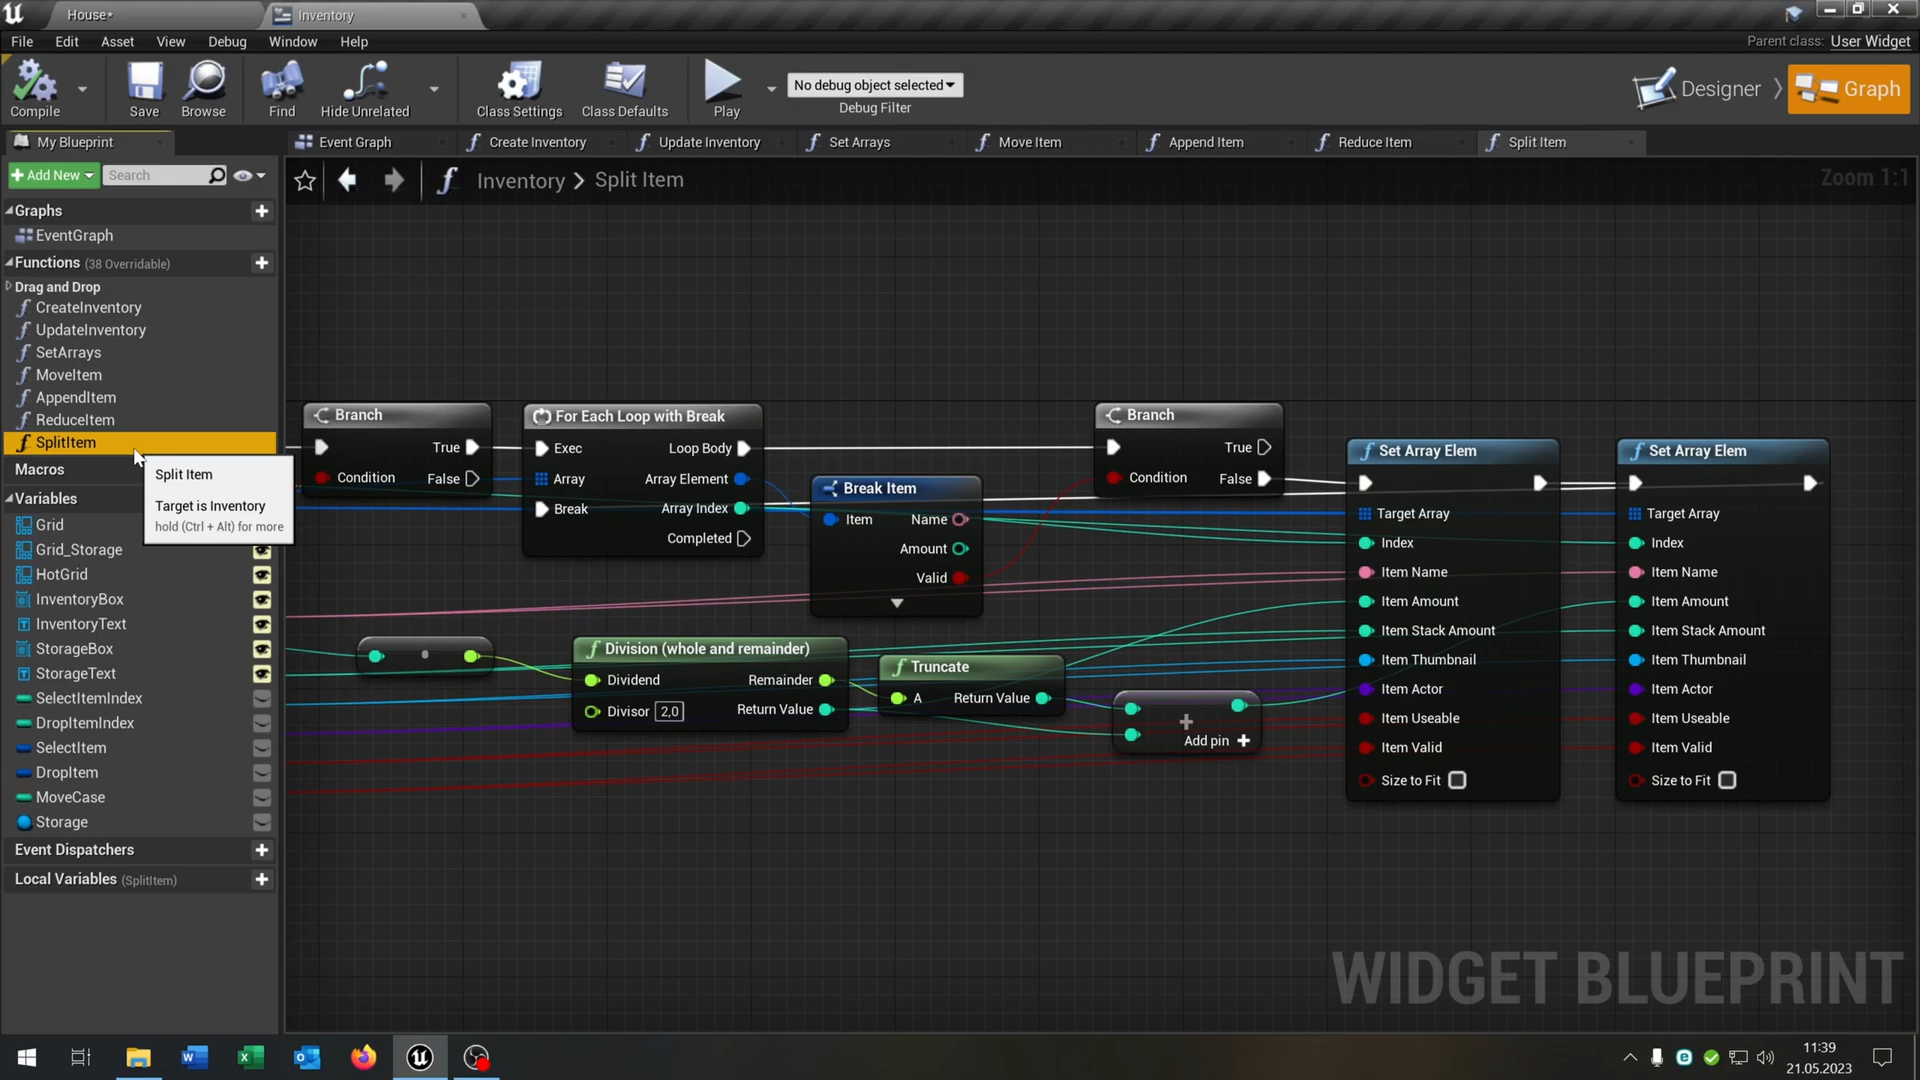 House*
Inventory
File Edit Asset View Debug Window Help
Parent class: User Widget
Compile
Save
Browse
Find
Hide Unrelated
Class Settings
Class Defaults
Play
No debug object selected
Debug Filter
Designer
Graph
My Blueprint
Event Graph
Create Inventory
Update Inventory
Set Arrays
Move Item
Append Item
Reduce Item
Split Item
Add New
Search
Inventory > Split Item
Zoom 1:1
Graphs
EventGraph
Functions (38 Overridable)
Drag and Drop
CreateInventory
UpdateInventory
SetArrays
MoveItem
AppendItem
ReduceItem
SplitItem
Macros
Variables
Grid
Grid_Storage
HotGrid
InventoryBox
InventoryText
StorageBox
StorageText
SelectItemIndex
DropItemIndex
SelectItem
DropItem
MoveCase
Storage
Event Dispatchers
Local Variables (SplitItem)
Split Item
Target is Inventory
hold (Ctrl + Alt) for more
Branch
True
Condition
False
For Each Loop with Break
Exec
Loop Body
Array
Array Element
Break
Array Index
Completed
Break Item
Item
Name
Amount
Valid
Branch
True
Condition
False
Division (whole and remainder)
Dividend
Remainder
Divisor 2,0
Return Value
Truncate
A
Return Value
Add pin
Set Array Elem
Target Array
Index
Item Name
Item Amount
Item Stack Amount
Item Thumbnail
Item Actor
Item Useable
Item Valid
Size to Fit
Set Array Elem
Target Array
Index
Item Name
Item Amount
Item Stack Amount
Item Thumbnail
Item Actor
Item Useable
Item Valid
Size to Fit
WIDGET BLUEPRINT
11:39
21.05.2023